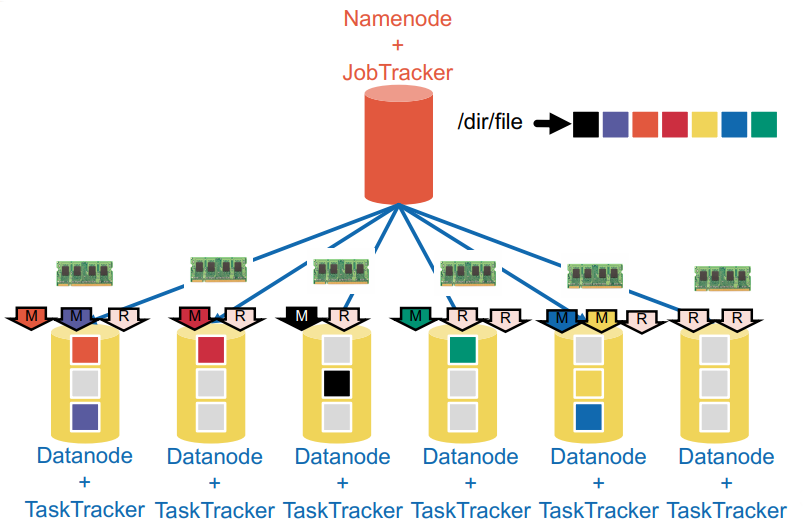 Namenode
+
JobTracker
/dir/file
M M R M R M R M R R M M R R R
Datanode Datanode Datanode Datanode Datanode Datanode
+ + + + + +
TaskTracker TaskTracker TaskTracker TaskTracker TaskTracker TaskTracker